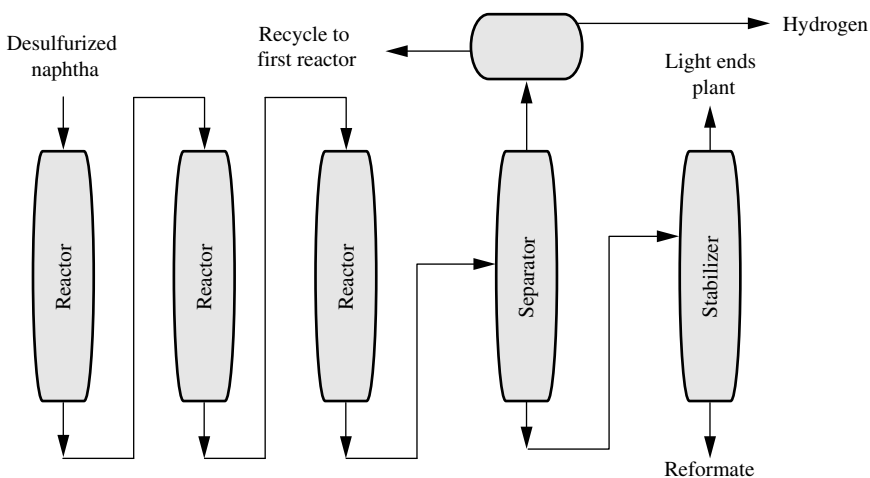 Desulfurized
naphtha
Recycle to
first reactor
Hydrogen
Light ends
plant
Reactor
Reactor
Reactor
Separator
Stabilizer
Reformate